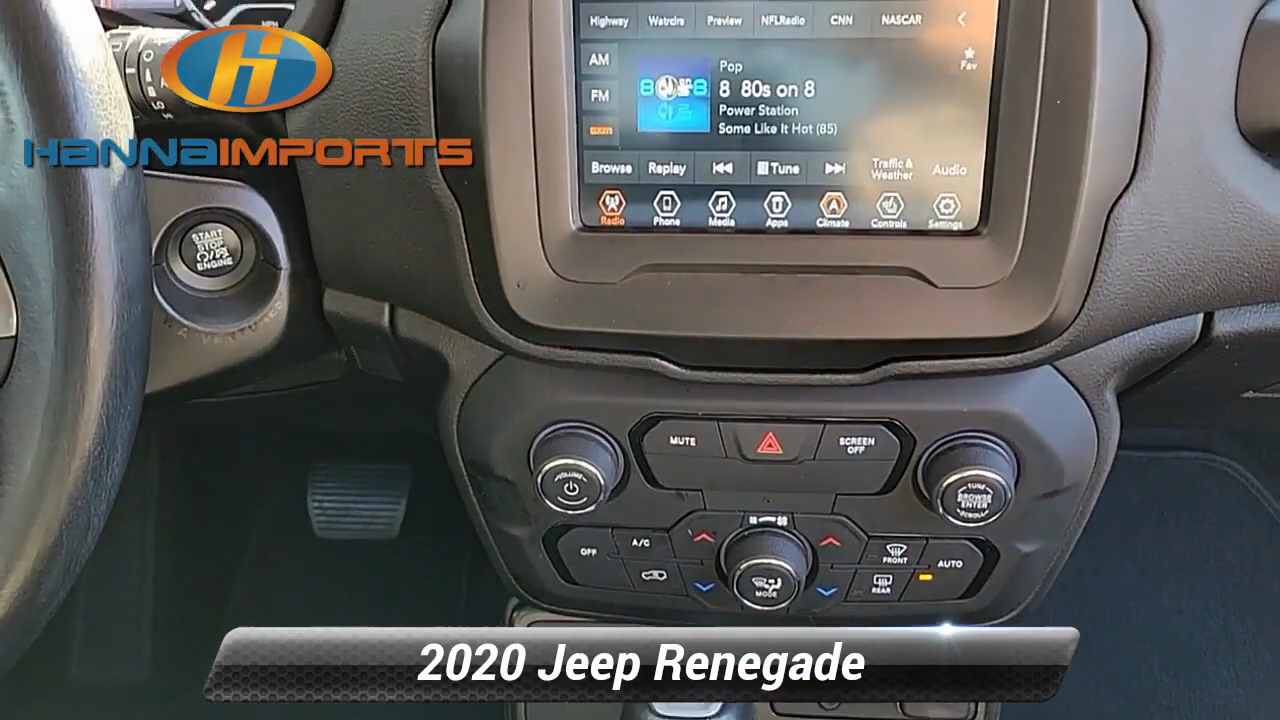 Highway Watrclrs Preview NFLRadio CNN NASCAR
AM
Pop
Fav
8 80s on 8
FM
Power Station
Some Like It Hot (85)
SXM
Browse Replay Tune Traffic & Weather Audio
Radio Phone Media Apps Climate Controls Settings
H
HANNAIMPORTS
START
STOP
ENGINE
MUTE
SCREEN
OFF
VOLUME
TUNE
BROWSE
ENTER
SCROLL
OFF
A/C
FRONT
AUTO
MODE
REAR
2020 Jeep Renegade